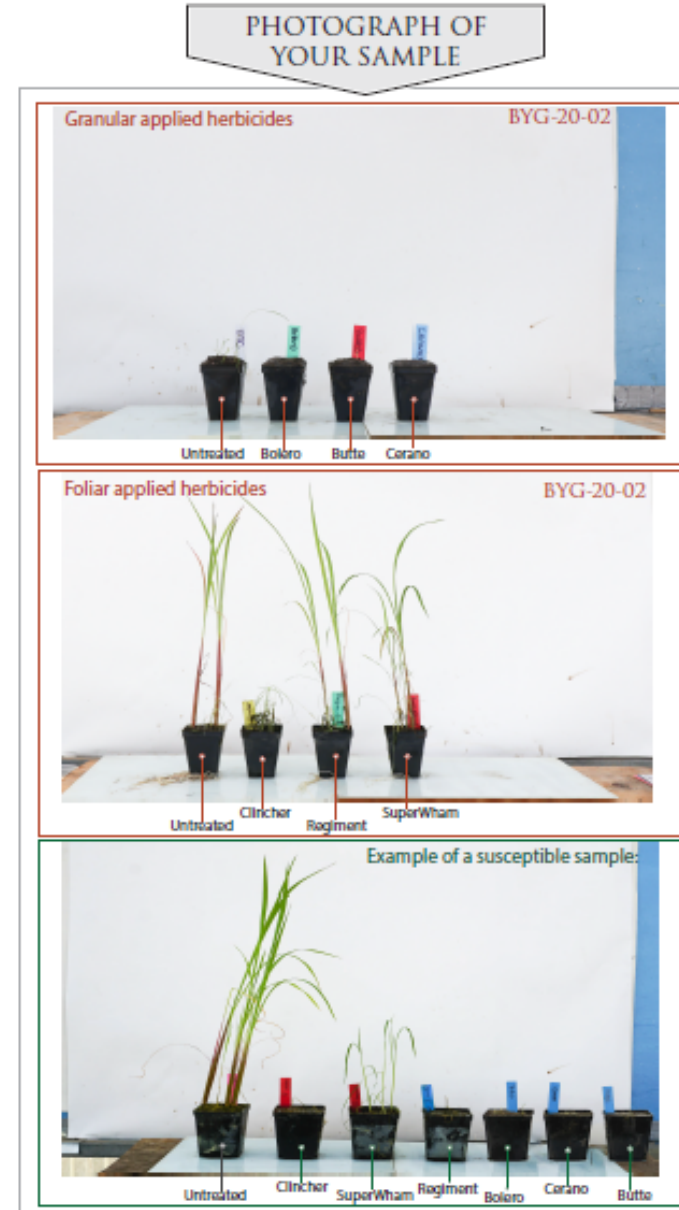 PHOTOGRAPH OF
YOUR SAMPLE
Granular applied herbicides
BYG-20-02
Untreated Bolero Butte Cerano
Foliar applied herbicides
BYG-20-02
Untreated Clincher Regiment SuperWham
Example of a susceptible sample:
Untreated Clincher SuperWham Regiment Bolero Cerano Butte